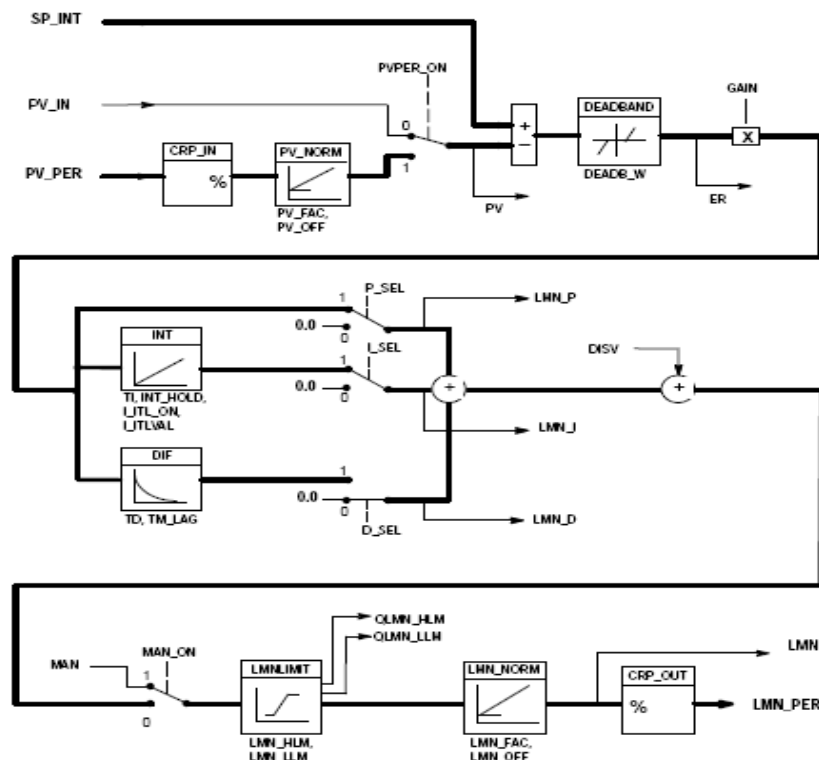 SP_INT
PVPER_ON
GAIN
PV_IN
DEADBAND
0
+
−
X
CRP_IN
PV_NORM
PV_PER
%
1
DEADB_W
PV
ER
PV_FAC,
PV_OFF
P_SEL
1
LMN_P
0.0
0
INT
I_SEL
DISV
1
0.0
0
+
+
TI, INT_HOLD,
I_ITL_ON,
I_ITLVAL
LMN_I
DIF
1
0.0
0
TD, TM_LAG
D_SEL
LMN_D
QLMN_HLM
QLMN_LLM
MAN_ON
MAN
LMN
1
LMNLIMIT
LMN_NORM
CRP_OUT
%
LMN_PER
0
LMN_HLM,
LMN_LLM
LMN_FAC,
LMN_OFF